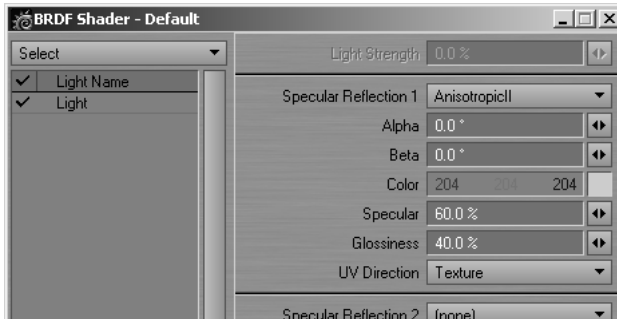 BRDF Shader - Default
Select
Light Name
Light
Light Strength 0.0 %
Specular Reflection 1 AnisotropicII
Alpha 0.0 °
Beta 0.0 °
Color 204 204 204
Specular 60.0 %
Glossiness 40.0 %
UV Direction Texture
Specular Reflection 2 (none)